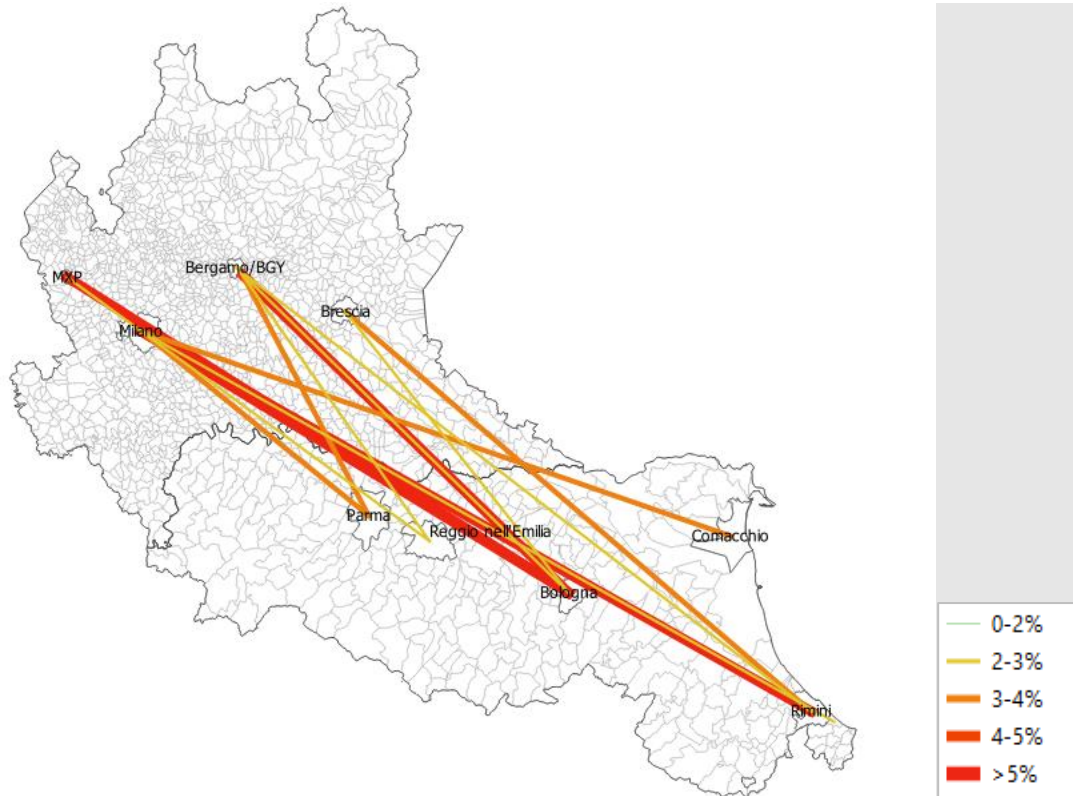 Bergamo/BGY
MXP
Brescia
Milano
Parma
Reggio nell'Emilia
Comacchio
Bologna
Rimini
0-2%
2-3%
3-4%
4-5%
>5%